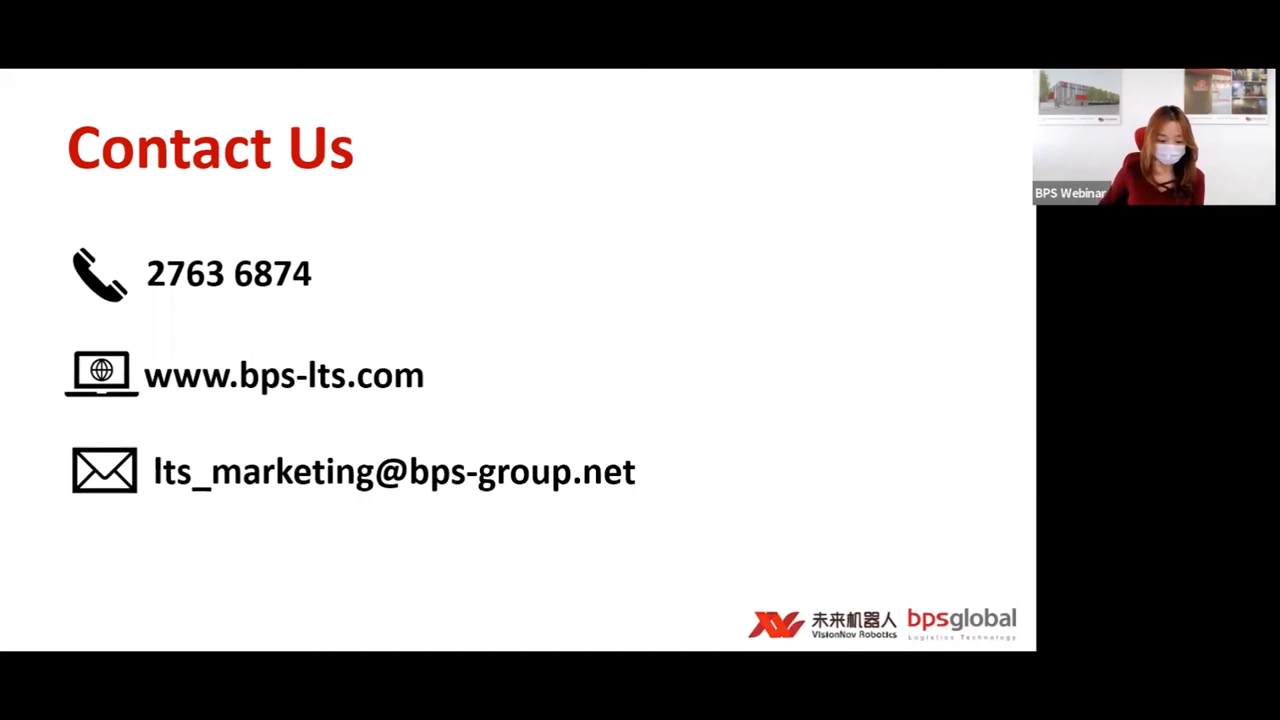 Contact Us
2763 6874
www.bps-lts.com
lts_marketing@bps-group.net
未来机器人
VisionNav Robotics
bpsglobal
Logistics Technology
BPS Webinar